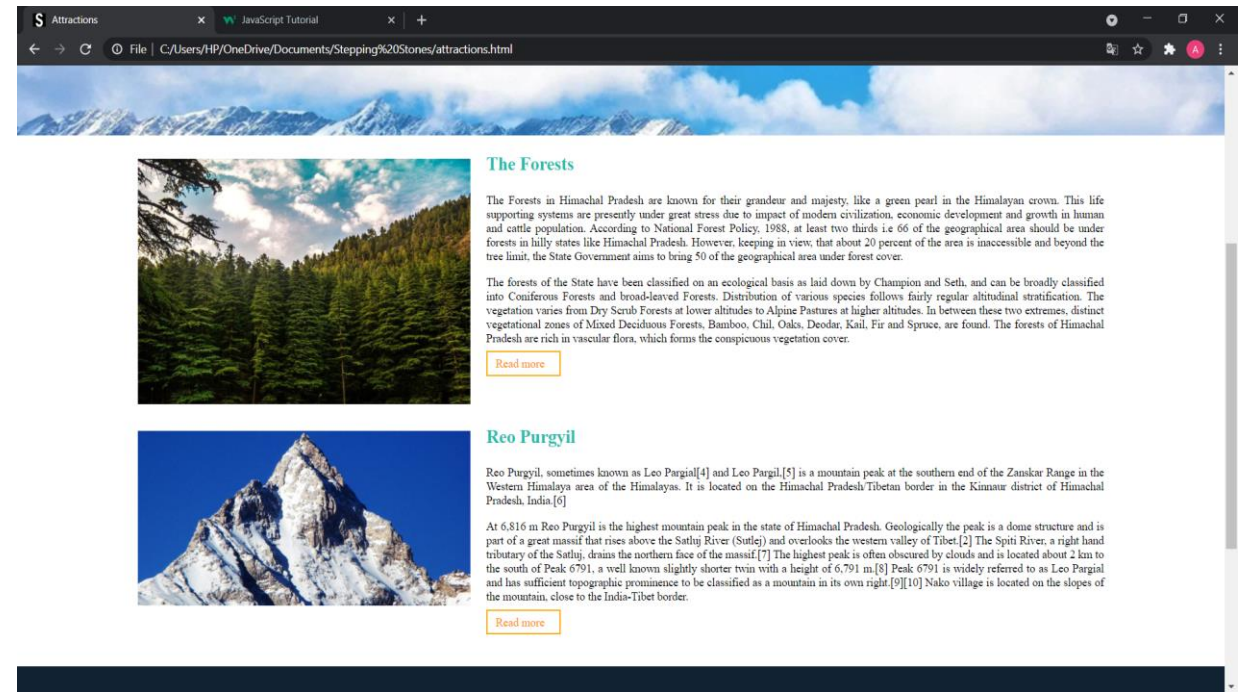 S Attractions
JavaScript Tutorial
File | C:/Users/HP/OneDrive/Documents/Stepping%20Stones/attractions.html
A
The Forests
The Forests in Himachal Pradesh are known for their grandeur and majesty, like a green pearl in the Himalayan crown. This life
supporting systems are presently under great stress due to impact of modern civilization, economic development and growth in human
and cattle population. According to National Forest Policy, 1988, at least two thirds i.e 66 of the geographical area should be under
forests in hilly states like Himachal Pradesh. However, keeping in view, that about 20 percent of the area is inaccessible and beyond the
tree limit, the State Government aims to bring 50 of the geographical area under forest cover.
The forests of the State have been classified on an ecological basis as laid down by Champion and Seth, and can be broadly classified
into Coniferous Forests and broad-leaved Forests. Distribution of various species follows fairly regular altitudinal stratification. The
vegetation varies from Dry Scrub Forests at lower altitudes to Alpine Pastures at higher altitudes. In between these two extremes, distinct
vegetational zones of Mixed Deciduous Forests, Bamboo, Chil, Oaks, Deodar, Kail, Fir and Spruce, are found. The forests of Himachal
Pradesh are rich in vascular flora, which forms the conspicuous vegetation cover.
Read more
Reo Purgyil
Reo Purgyil, sometimes known as Leo Pargial[4] and Leo Pargil,[5] is a mountain peak at the southern end of the Zanskar Range in the
Western Himalaya area of the Himalayas. It is located on the Himachal Pradesh/Tibetan border in the Kinnaur district of Himachal
Pradesh, India.[6]
At 6,816 m Reo Purgyil is the highest mountain peak in the state of Himachal Pradesh. Geologically the peak is a dome structure and is
part of a great massif that rises above the Satluj River (Sutlej) and overlooks the western valley of Tibet.[2] The Spiti River, a right hand
tributary of the Satluj, drains the northern face of the massif.[7] The highest peak is often obscured by clouds and is located about 2 km to
the south of Peak 6791, a well known slightly shorter twin with a height of 6,791 m.[8] Peak 6791 is widely referred to as Leo Pargial
and has sufficient topographic prominence to be classified as a mountain in its own right.[9][10] Nako village is located on the slopes of
the mountain, close to the India-Tibet border.
Read more